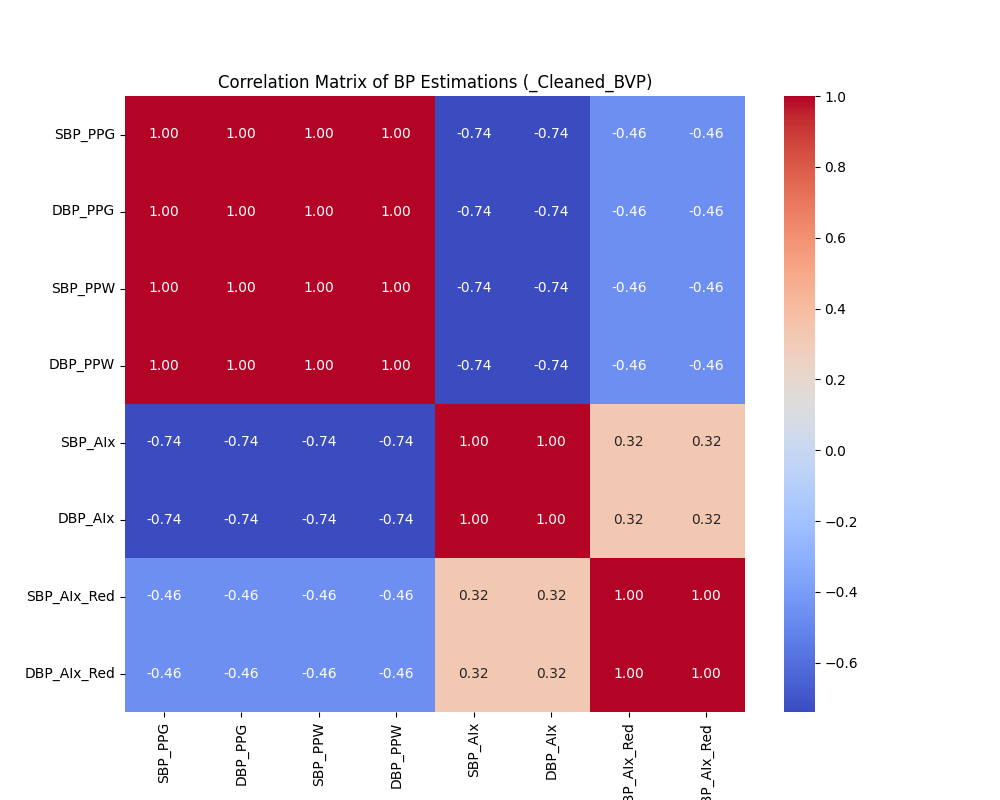 Correlation Matrix of BP Estimations (_Cleaned_BVP)
SBP_PPG 1.00 1.00 1.00 1.00 -0.74 -0.74 -0.46 -0.46
DBP_PPG 1.00 1.00 1.00 1.00 -0.74 -0.74 -0.46 -0.46
SBP_PPW 1.00 1.00 1.00 1.00 -0.74 -0.74 -0.46 -0.46
DBP_PPW 1.00 1.00 1.00 1.00 -0.74 -0.74 -0.46 -0.46
SBP_AIx -0.74 -0.74 -0.74 -0.74 1.00 1.00 0.32 0.32
DBP_AIx -0.74 -0.74 -0.74 -0.74 1.00 1.00 0.32 0.32
SBP_AIx_Red -0.46 -0.46 -0.46 -0.46 0.32 0.32 1.00 1.00
DBP_AIx_Red -0.46 -0.46 -0.46 -0.46 0.32 0.32 1.00 1.00
SBP_PPG
DBP_PPG
SBP_PPW
DBP_PPW
SBP_AIx
DBP_AIx
BP_AIx_Red
BP_AIx_Red
1.0
0.8
0.6
0.4
0.2
0.0
−0.2
−0.4
−0.6